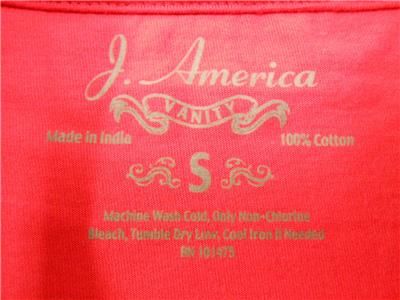 J. America
VANITY
Made in India 100% Cotton
S
Machine Wash Cold, Only Non-Chlorine
Bleach, Tumble Dry Low, Cool Iron If Needed
RN 101475